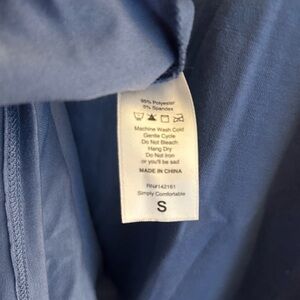 95% Polyester
5% Spandex
Machine Wash Cold
Gentle Cycle
Do Not Bleach
Hang Dry
Do Not Iron
or you'll be sad
MADE IN CHINA
RN#142161
Simply Comfortable
S